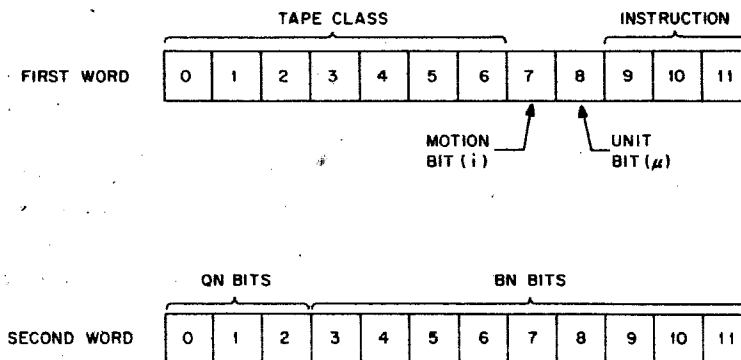 TAPE CLASS INSTRUCTION
FIRST WORD 0 1 2 3 4 5 6 7 8 9 10 11
MOTION BIT (i)
UNIT BIT (μ)
QN BITS BN BITS
SECOND WORD 0 1 2 3 4 5 6 7 8 9 10 11